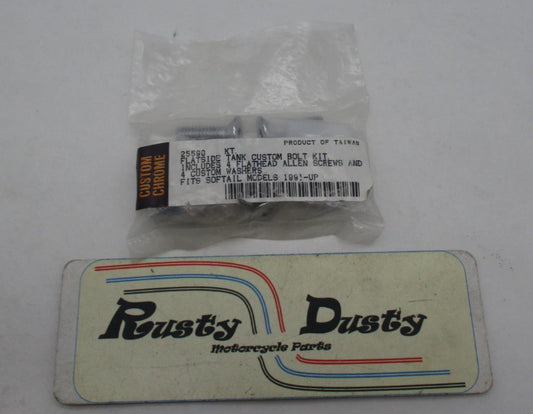 CUSTOM
CHROME
PRODUCT OF TAIWAN
25580 KT
FLATSIDE TANK CUSTOM BOLT KIT
INCLUDES 4 FLATHEAD ALLEN SCREWS AND
4 CUSTOM WASHERS
FITS SOFTAIL MODELS 1991-UP
Rusty Dusty
Motorcycle Parts